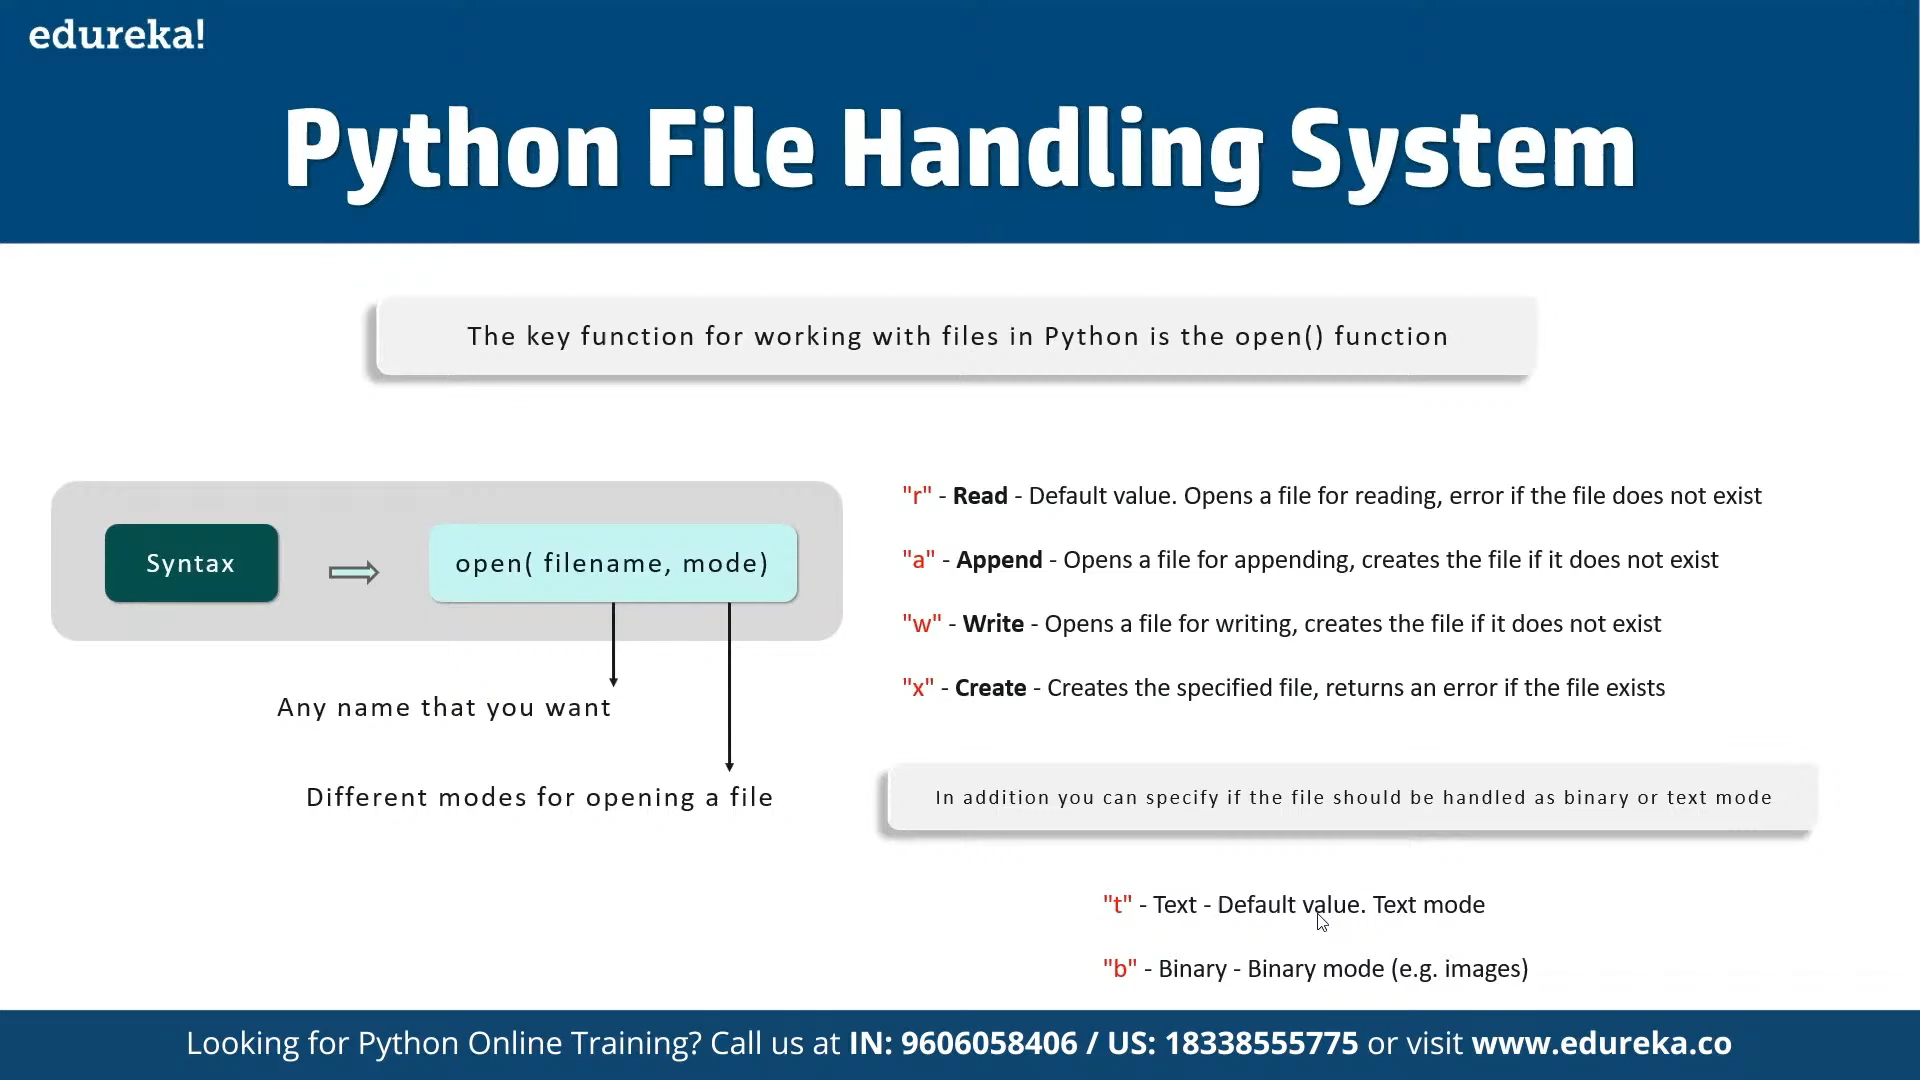 edureka!
Python File Handling System
The key function for working with files in Python is the open() function
Syntax
open( filename, mode)
Any name that you want
Different modes for opening a file
"r" - Read - Default value. Opens a file for reading, error if the file does not exist
"a" - Append - Opens a file for appending, creates the file if it does not exist
"w" - Write - Opens a file for writing, creates the file if it does not exist
"x" - Create - Creates the specified file, returns an error if the file exists
In addition you can specify if the file should be handled as binary or text mode
"t" - Text - Default value. Text mode
"b" - Binary - Binary mode (e.g. images)
Looking for Python Online Training? Call us at IN: 9606058406 / US: 18338555775 or visit www.edureka.co